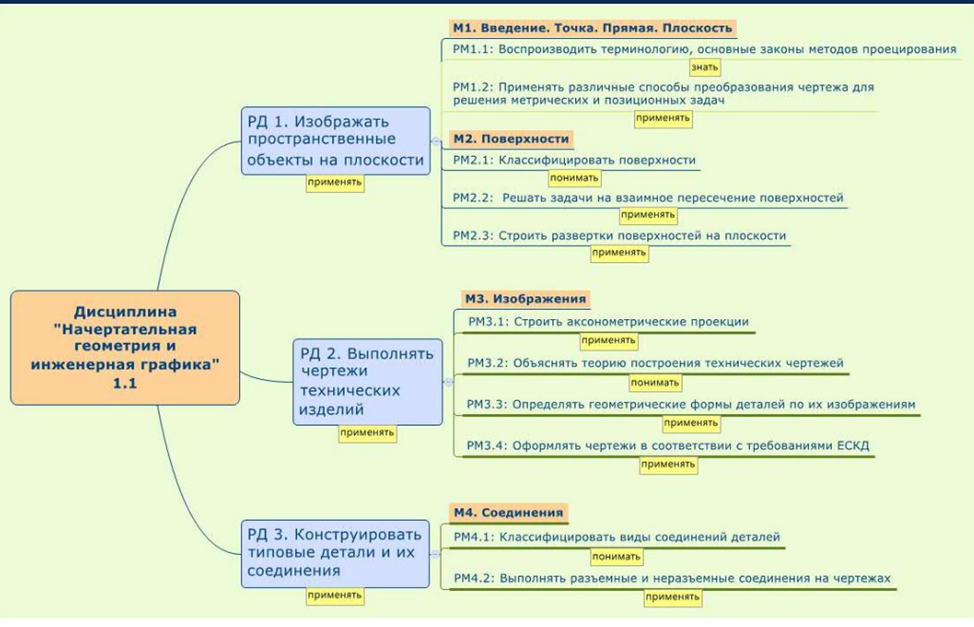 Дисциплина
"Начертательная
геометрия и
инженерная графика"
1.1
РД 1. Изображать
пространственные
объекты на плоскости
применять
М1. Введение. Точка. Прямая. Плоскость
РМ1.1: Воспроизводить терминологию, основные законы методов проецирования
знать
РМ1.2: Применять различные способы преобразования чертежа для
решения метрических и позиционных задач
применять
М2. Поверхности
РМ2.1: Классифицировать поверхности
понимать
РМ2.2: Решать задачи на взаимное пересечение поверхностей
применять
РМ2.3: Строить развертки поверхностей на плоскости
применять
РД 2. Выполнять
чертежи
технических
изделий
применять
М3. Изображения
РМ3.1: Строить аксонометрические проекции
применять
РМ3.2: Объяснять теорию построения технических чертежей
понимать
РМ3.3: Определять геометрические формы деталей по их изображениям
применять
РМ3.4: Оформлять чертежи в соответствии с требованиями ЕСКД
применять
РД 3. Конструировать
типовые детали и их
соединения
применять
М4. Соединения
РМ4.1: Классифицировать виды соединений деталей
понимать
РМ4.2: Выполнять разъемные и неразъемные соединения на чертежах
применять